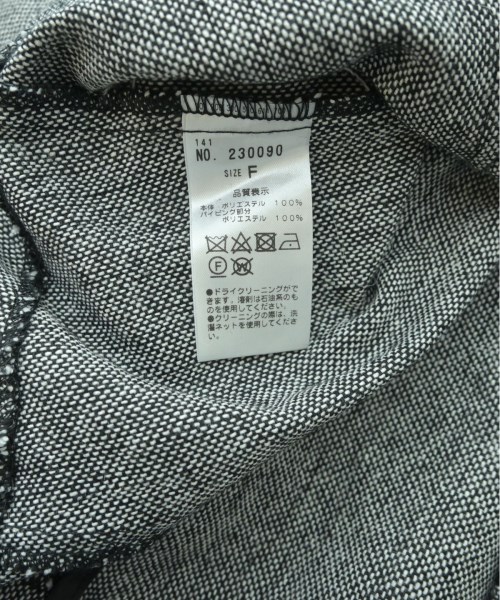 141
NO. 230090
SIZE F
品質表示
本体 ポリエステル 100%
パイピング部分
ポリエステル 100%
F W
●ドライクリーニングがで
きます。溶剤は石油系のも
のを使用してください。
●クリーニングの際は、洗
濯ネットを使用してください。